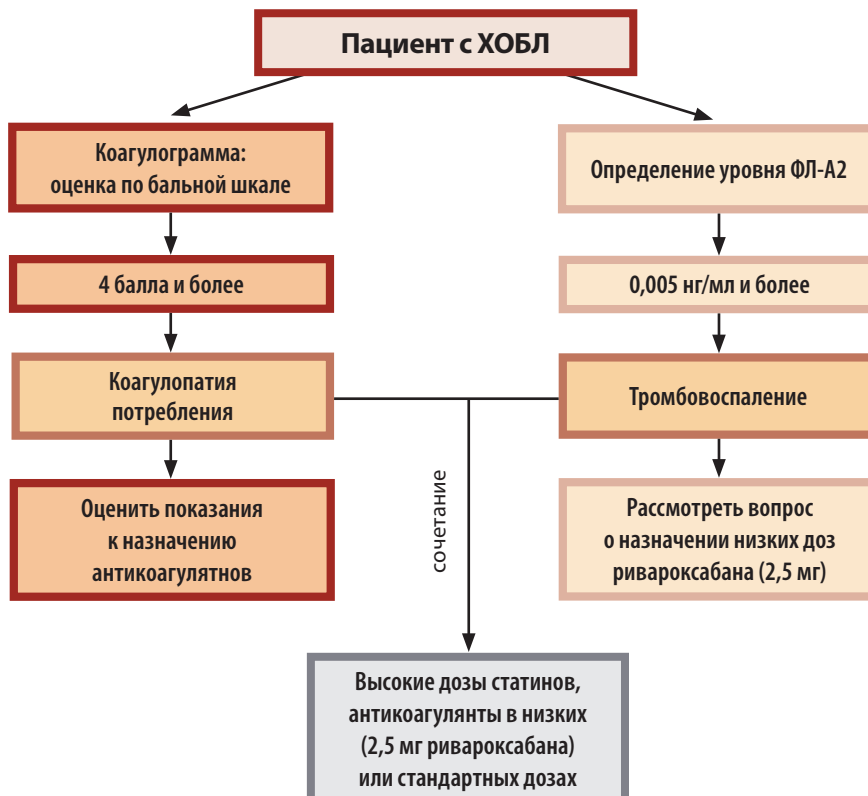 Пациент с ХОБЛ
Коагулограмма:
оценка по бальной шкале
Определение уровня ФЛ-А2
4 балла и более
0,005 нг/мл и более
Коагулопатия
потребления
Тромбовоспаление
сочетание
Оценить показания
к назначению
антикоагулятнов
Рассмотреть вопрос
о назначении низких доз
ривароксабана (2,5 мг)
Высокие дозы статинов,
антикоагулянты в низких
(2,5 мг ривароксабана)
или стандартных дозах